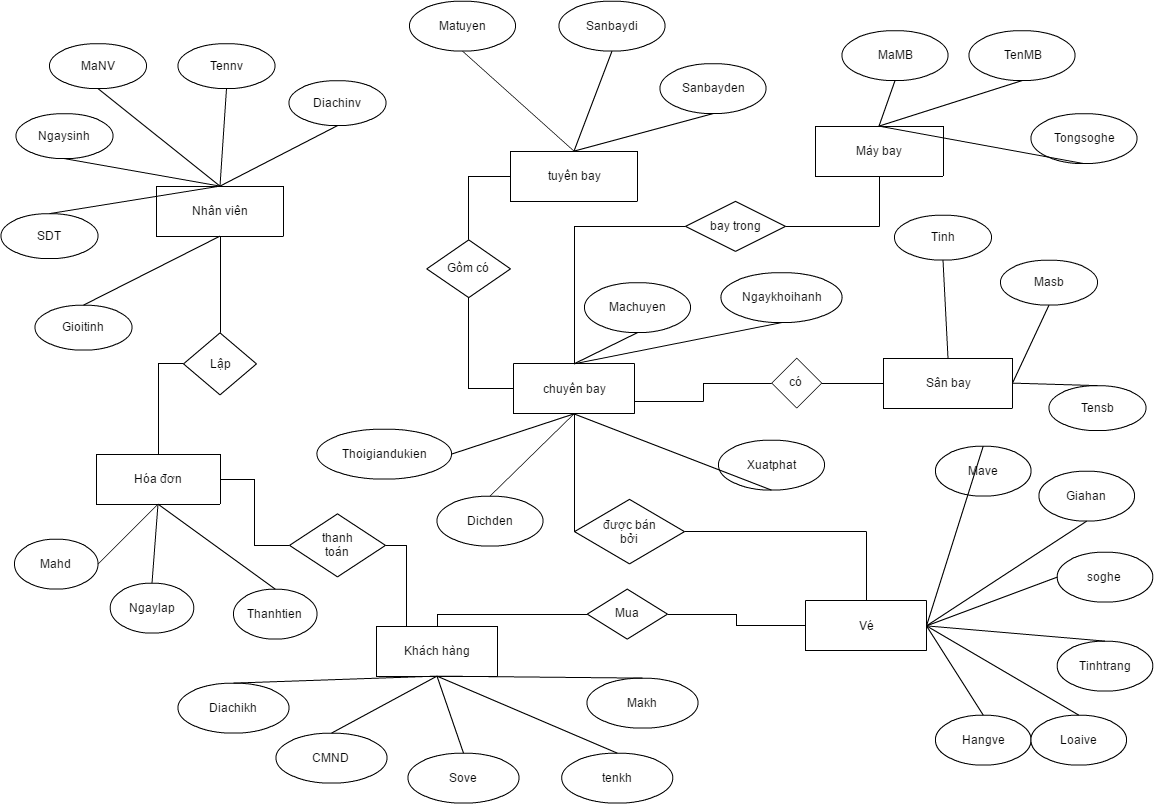 Matuyen
Sanbaydi
MaMB
TenMB
MaNV
Tennv
Sanbayden
Diachinv
Ngaysinh
Tongsoghe
Máy bay
tuyên bay
Nhân viên
bay trong
SDT
Tinh
Gồm có
Masb
Ngaykhoihanh
Machuyen
Gioitinh
Lập
có
Sân bay
chuyên bay
Tensb
Thoigiandukien
Xuatphat
Mave
Hóa đơn
Giahan
Dichden
được bán
bởi
thanh
toán
Mahd
soghe
Ngaylap
Thanhtien
Mua
Vé
Khách hàng
Tinhtrang
Makh
Diachikh
Hangve
Loaive
CMND
Sove
tenkh